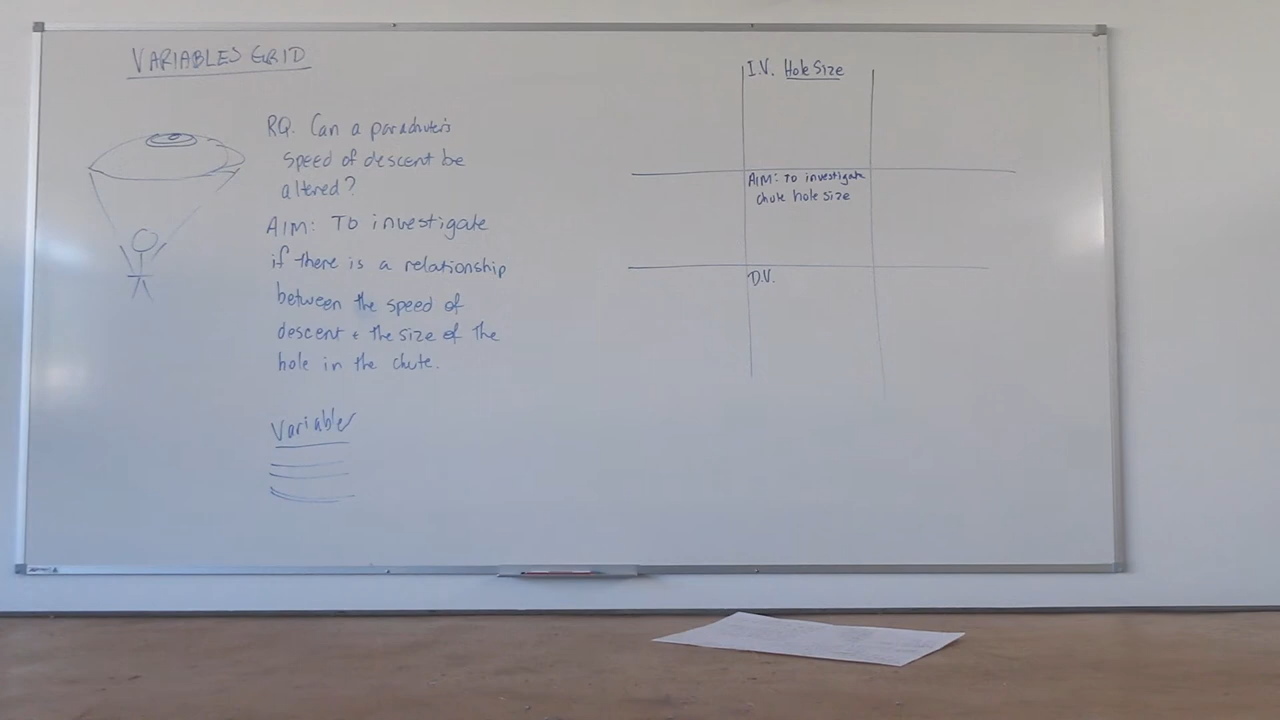 VARIABLES GRID
RQ. Can a parachute's
speed of descent be
altered?
AIM: To investigate
if there is a relationship
between the speed of
descent + the size of the
hole in the chute.
Variables
I.V. Hole Size
AIM: To investigate
chute hole size
D.V.